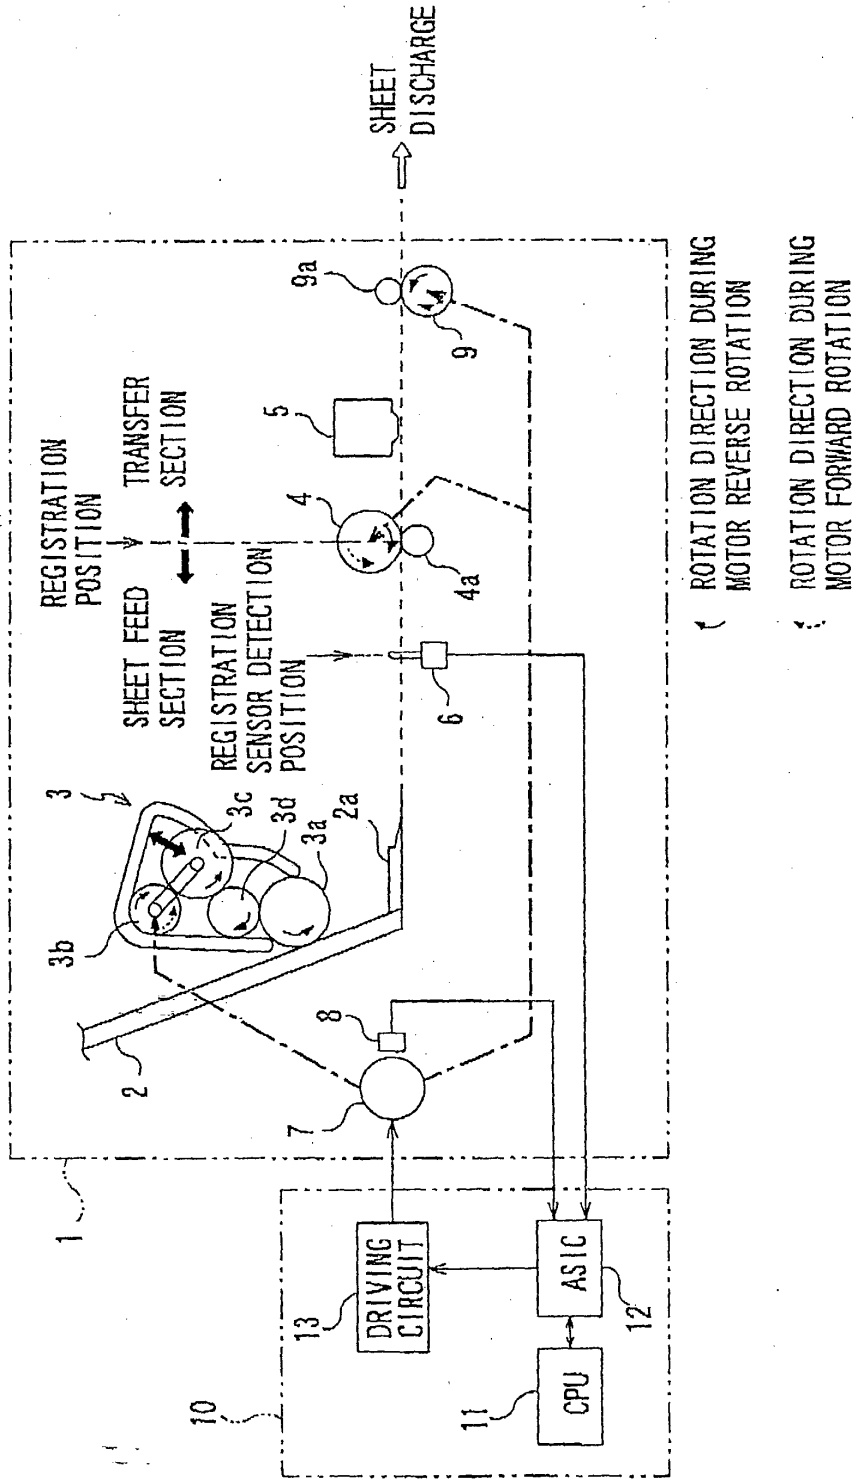 REGISTRATION
POSITION
SHEET FEED
SECTION
TRANSFER
SECTION
REGISTRATION
SENSOR DETECTION
POSITION
SHEET
DISCHARGE
1
2
2a
3
3a
3b
3c
3d
4
4a
5
6
7
8
9
9a
10
11
CPU
12
ASIC
13
DRIVING
CIRCUIT
ROTATION DIRECTION DURING
MOTOR REVERSE ROTATION
ROTATION DIRECTION DURING
MOTOR FORWARD ROTATION